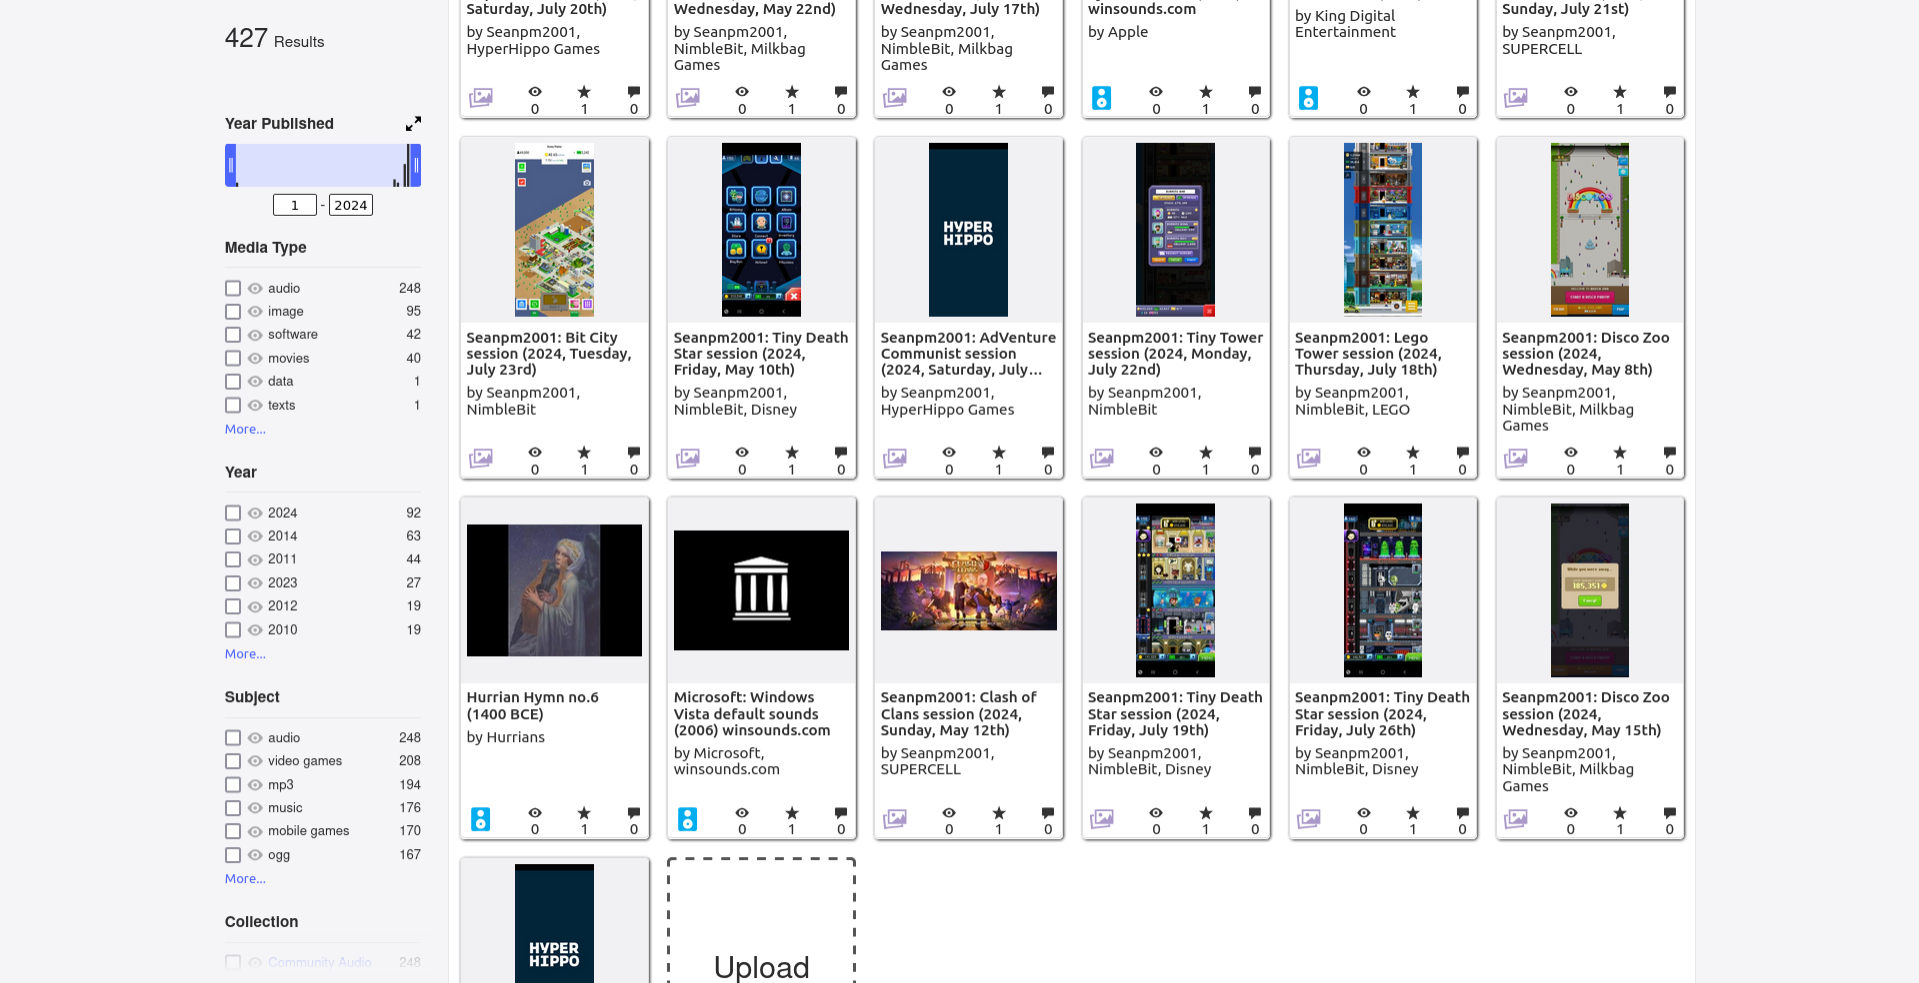 427 Results
Year Published
1 - 2024
Media Type
audio 248
image 95
software 42
movies 40
data 1
texts 1
More...
Year
2024 92
2014 63
2011 44
2023 27
2012 19
2010 19
More...
Subject
audio 248
video games 208
mp3 194
music 176
mobile games 170
ogg 167
More...
Collection
Community Audio 248
Saturday, July 20th)
by Seanpm2001,
HyperHippo Games
0 1 0
Wednesday, May 22nd)
by Seanpm2001,
NimbleBit, Milkbag
Games
0 1 0
Wednesday, July 17th)
by Seanpm2001,
NimbleBit, Milkbag
Games
0 1 0
winsounds.com
by Apple
0 1 0
by King Digital
Entertainment
0 1 0
Sunday, July 21st)
by Seanpm2001,
SUPERCELL
0 1 0
Seanpm2001: Bit City
session (2024, Tuesday,
July 23rd)
by Seanpm2001,
NimbleBit
0 1 0
Seanpm2001: Tiny Death
Star session (2024,
Friday, May 10th)
by Seanpm2001,
NimbleBit, Disney
0 1 0
HYPER
HIPPO
Seanpm2001: AdVenture
Communist session
(2024, Saturday, July...
by Seanpm2001,
HyperHippo Games
0 1 0
Seanpm2001: Tiny Tower
session (2024, Monday,
July 22nd)
by Seanpm2001,
NimbleBit
0 1 0
Seanpm2001: Lego
Tower session (2024,
Thursday, July 18th)
by Seanpm2001,
NimbleBit, LEGO
0 1 0
DISCO ZOO
Seanpm2001: Disco Zoo
session (2024,
Wednesday, May 8th)
by Seanpm2001,
NimbleBit, Milkbag
Games
0 1 0
Hurrian Hymn no.6
(1400 BCE)
by Hurrians
0 1 0
Microsoft: Windows
Vista default sounds
(2006) winsounds.com
by Microsoft,
winsounds.com
0 1 0
Seanpm2001: Clash of
Clans session (2024,
Sunday, May 12th)
by Seanpm2001,
SUPERCELL
0 1 0
Seanpm2001: Tiny Death
Star session (2024,
Friday, July 19th)
by Seanpm2001,
NimbleBit, Disney
0 1 0
Seanpm2001: Tiny Death
Star session (2024,
Friday, July 26th)
by Seanpm2001,
NimbleBit, Disney
0 1 0
While you were away...
185,351
Seanpm2001: Disco Zoo
session (2024,
Wednesday, May 15th)
by Seanpm2001,
NimbleBit, Milkbag
Games
0 1 0
HYPER
HIPPO
Upload